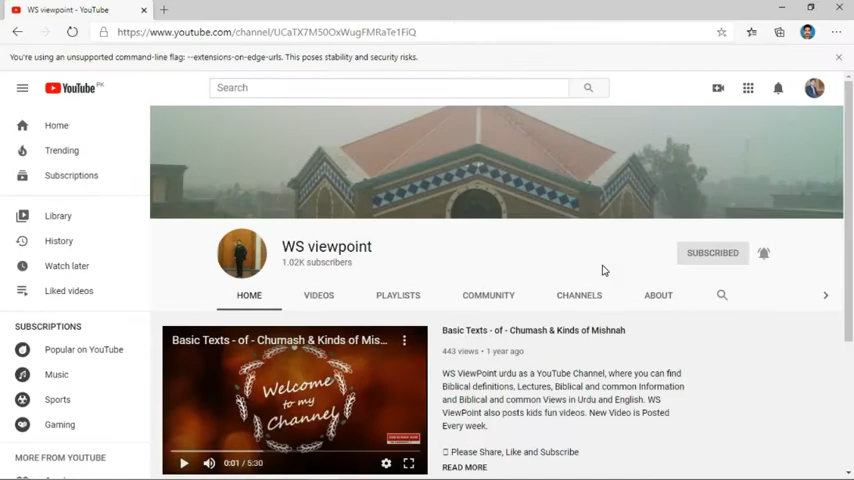 WS viewpoint - YouTube
https://www.youtube.com/channel/UCaTX7M50OxWugFMRaTe1FiQ
You're using an unsupported command-line flag: --extensions-on-edge-urls. This poses stability and security risks.
YouTube PK
Search
Home
Trending
Subscriptions
Library
History
Watch later
Liked videos
SUBSCRIPTIONS
Popular on YouTube
Music
Sports
Gaming
MORE FROM YOUTUBE
WS viewpoint
1.02K subscribers
SUBSCRIBED
HOME VIDEOS PLAYLISTS COMMUNITY CHANNELS ABOUT
Basic Texts - of - Chumash & Kinds of Mis...
Welcome
to my
Channel
0:01 / 5:30
Basic Texts - of - Chumash & Kinds of Mishnah
443 views • 1 year ago
WS ViewPoint urdu as a YouTube Channel, where you can find
Biblical definitions, Lectures, Biblical and common Information
and Biblical and common Views in Urdu and English. WS
ViewPoint also posts kids fun videos. New Video is Posted
Every week.
Please Share, Like and Subscribe
READ MORE